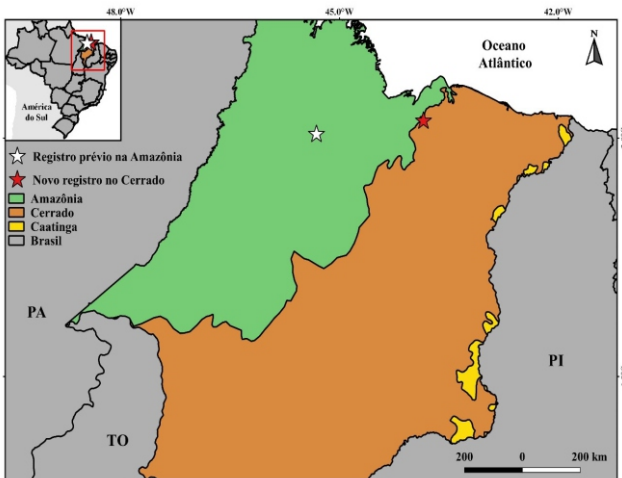 48.0°W
45.0°W
42.0°W
Oceano
Atlântico
N
América
do Sul
Registro prévio na Amazônia
Novo registro no Cerrado
Amazônia
Cerrado
Caatinga
Brasil
PA
PI
TO
200
0
200 km